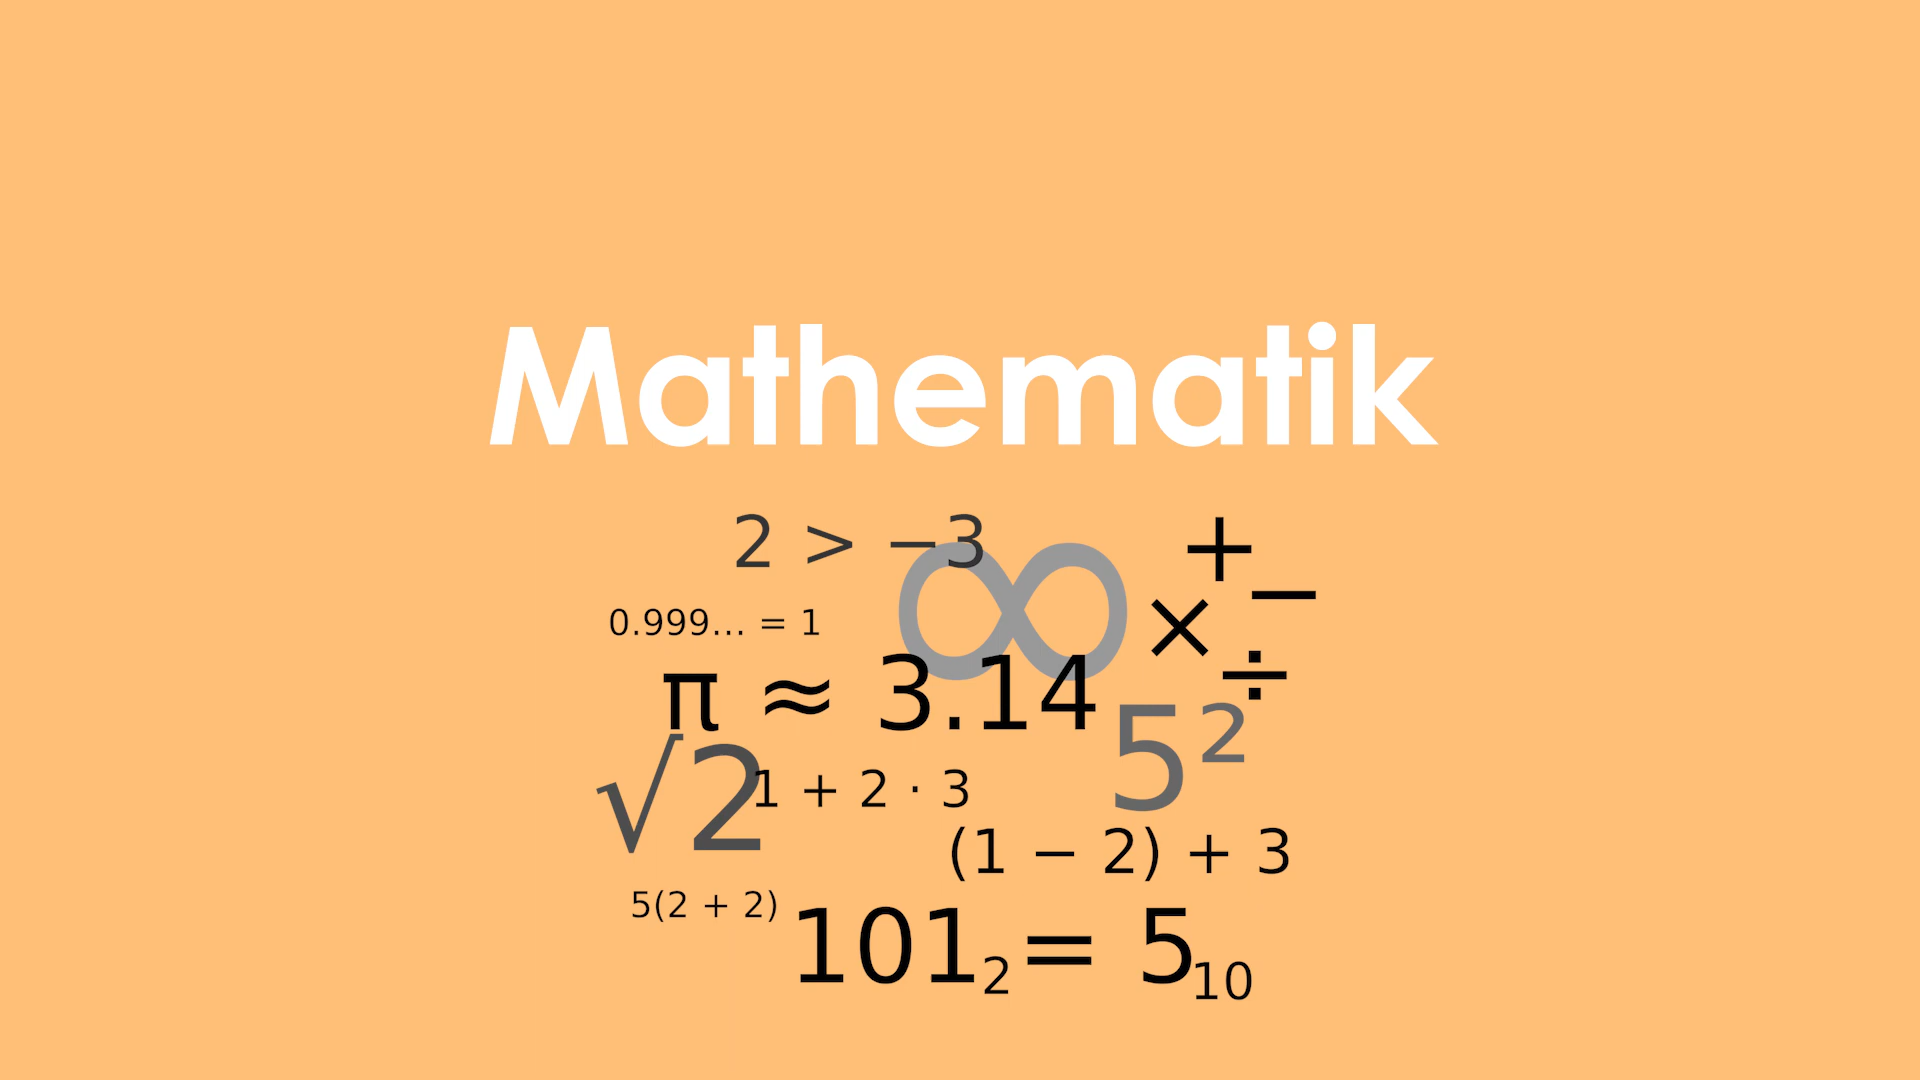 Mathematik
2 > −3
∞
+
−
×
÷
0.999... = 1
π ≈ 3.14
5²
√2
1 + 2 · 3
(1 − 2) + 3
5(2 + 2)
101₂ = 5₁₀